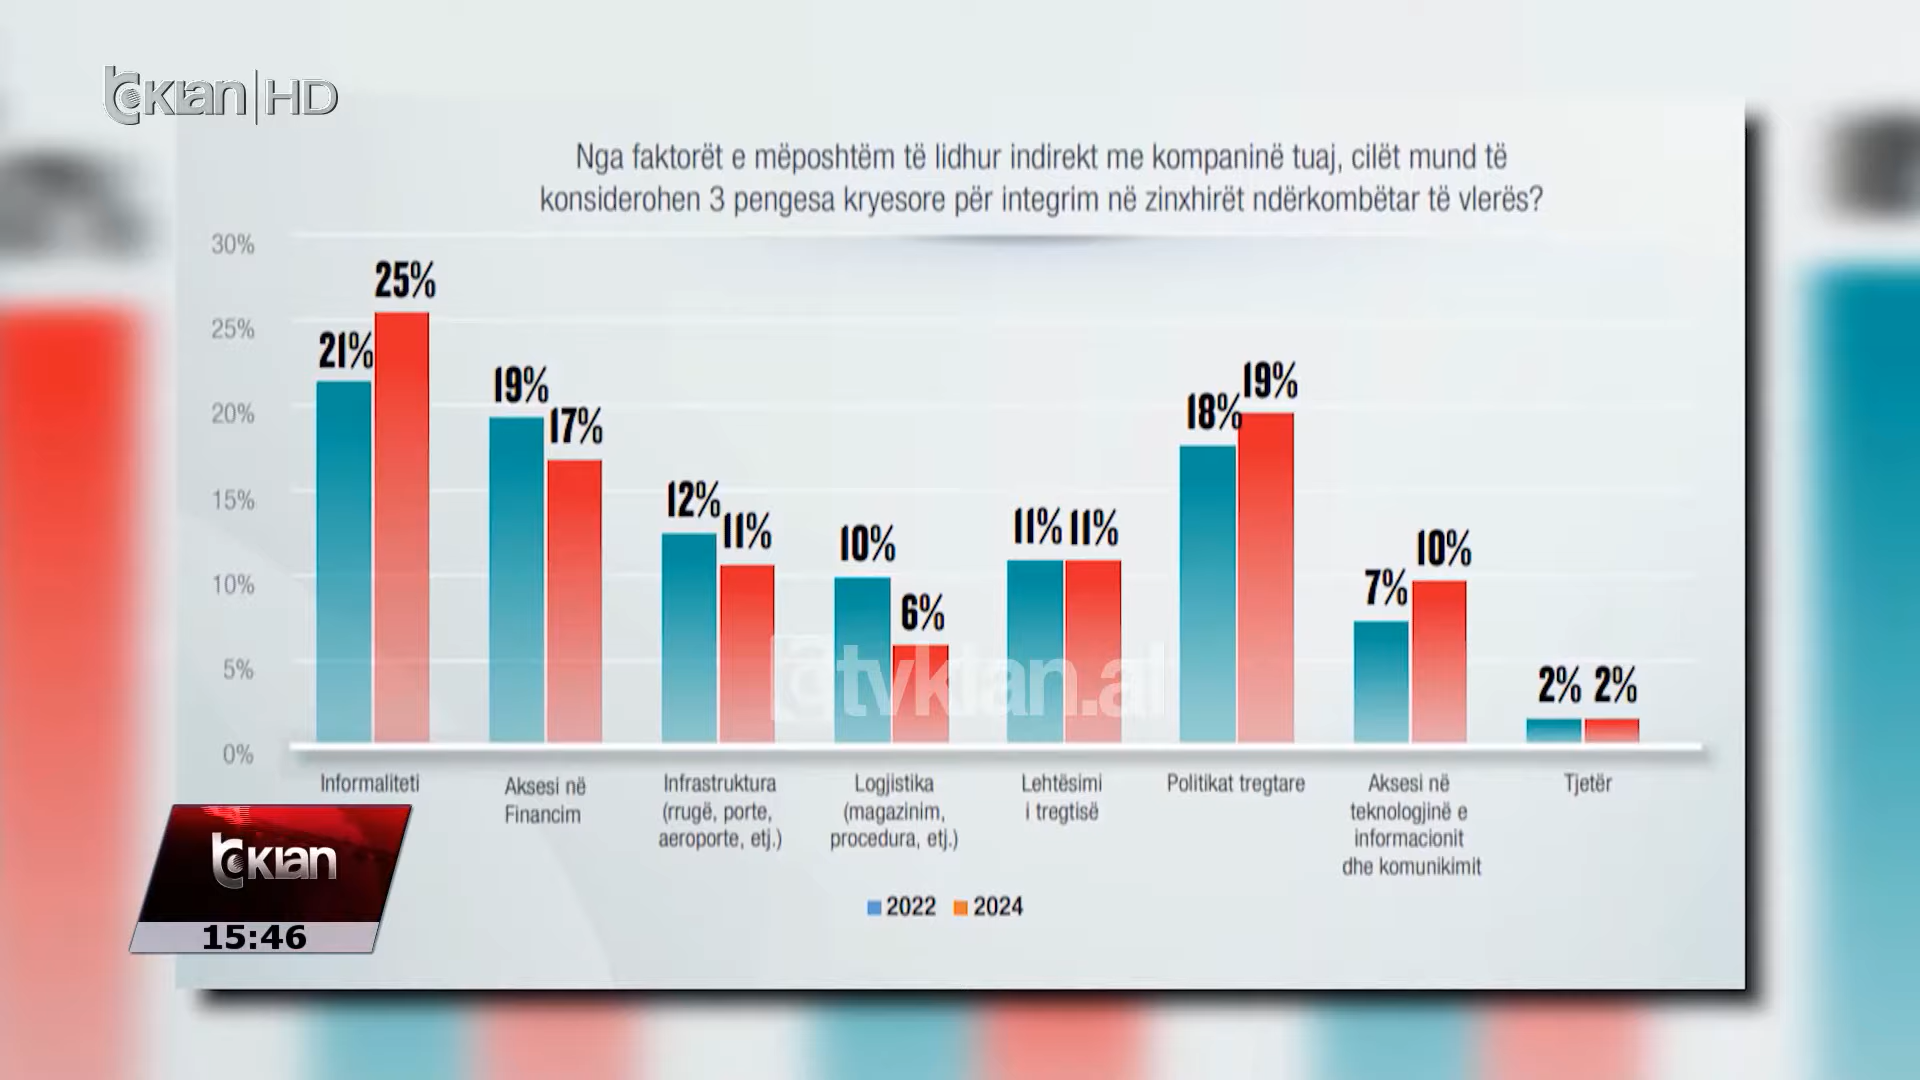 tvKlan HD
Nga faktorët e mëposhtëm të lidhur indirekt me kompaninë tuaj, cilët mund të
konsiderohen 3 pengesa kryesore për integrim në zinxhirët ndërkombëtar të vlerës?
30%
25%
20%
15%
10%
5%
0%
21% 25%
19% 17%
12% 11%
10% 6%
11% 11%
18% 19%
7% 10%
2% 2%
Informaliteti
Aksesi në
Financim
Infrastruktura
(rrugë, porte,
aeroporte, etj.)
Logjistika
(magazinim,
procedura, etj.)
Lehtësimi
i tregtisë
Politikat tregtare
Aksesi në
teknologjinë e
informacionit
dhe komunikimit
Tjetër
2022 2024
@tvklan.al
tvKlan
15:46